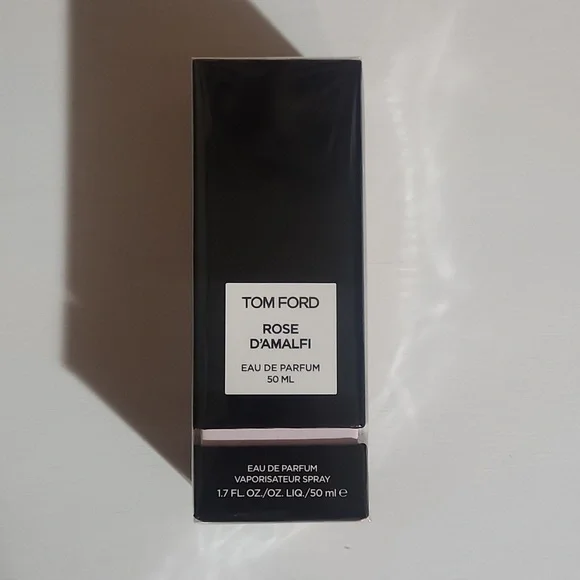 TOM FORD
ROSE
D'AMALFI
EAU DE PARFUM
50 ML
EAU DE PARFUM
VAPORISATEUR SPRAY
1.7 FL. OZ./OZ. LIQ./50 ml ℮